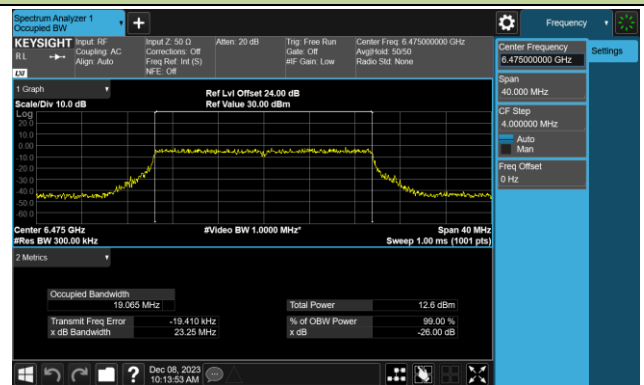 Spectrum Analyzer 1
Occupied BW
Frequency
KEYSIGHT
RL
Input: RF
Coupling: AC
Align: Auto
Input Z: 50 Ω
Corrections: Off
Freq Ref: Int (S)
NFE: Off
Atten: 20 dB
Trig: Free Run
Gate: Off
#IF Gain: Low
Center Freq: 6.475000000 GHz
Avg|Hold: 50/50
Radio Std: None
Center Frequency
6.475000000 GHz
Settings
Span
40.000 MHz
CF Step
4.000000 MHz
Auto
Man
Freq Offset
0 Hz
1 Graph
Scale/Div 10.0 dB
Ref Lvl Offset 24.00 dB
Ref Value 30.00 dBm
Log
20.0
10.0
0.00
-10.0
-20.0
-30.0
-40.0
-50.0
-60.0
Center 6.475 GHz
#Res BW 300.00 kHz
#Video BW 1.0000 MHz*
Span 40 MHz
Sweep 1.00 ms (1001 pts)
2 Metrics
Occupied Bandwidth
19.065 MHz
Total Power 12.6 dBm
Transmit Freq Error -19.410 kHz
% of OBW Power 99.00 %
x dB Bandwidth 23.25 MHz
x dB -26.00 dB
Dec 08, 2023
10:13:53 AM